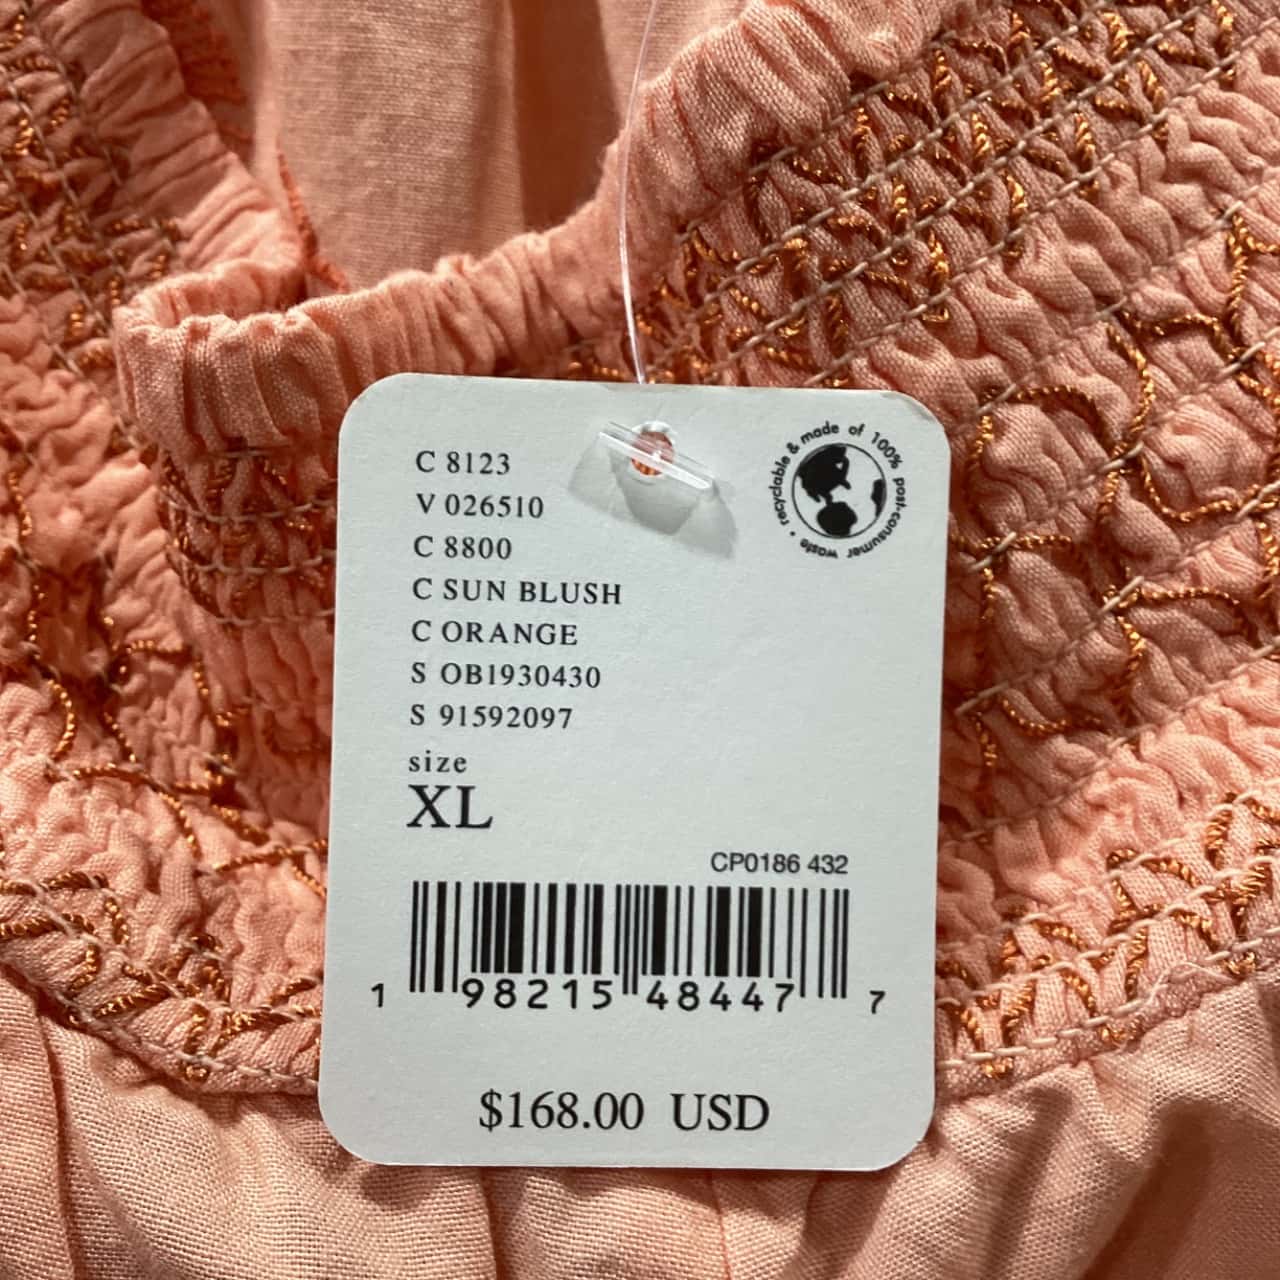 C 8123
V 026510
C 8800
C SUN BLUSH
C ORANGE
S OB1930430
S 91592097
size
XL
recyclable & made of 100% post-consumer waste •
CP0186 432
1 98215 48447 7
$168.00 USD